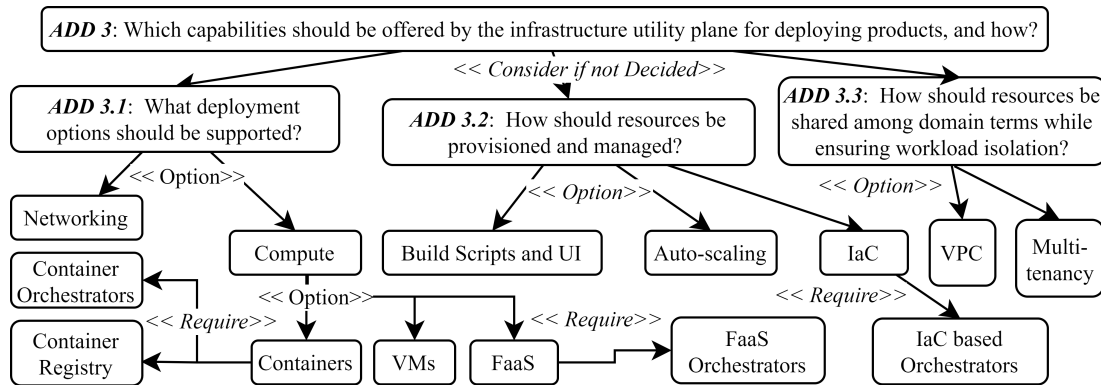 ADD 3: Which capabilities should be offered by the infrastructure utility plane for deploying products, and how?
<< Consider if not Decided>>
ADD 3.1: What deployment
options should be supported?
ADD 3.2: How should resources be
provisioned and managed?
ADD 3.3: How should resources be
shared among domain terms while
ensuring workload isolation?
<< Option>>
<< Option>>
<< Option>>
Networking
Compute
Build Scripts and UI
Auto-scaling
IaC
VPC
Multi-
tenancy
Container
Orchestrators
<< Option>>
<< Require>>
<< Require>>
<< Require>>
Container
Registry
Containers
VMs
FaaS
FaaS
Orchestrators
IaC based
Orchestrators